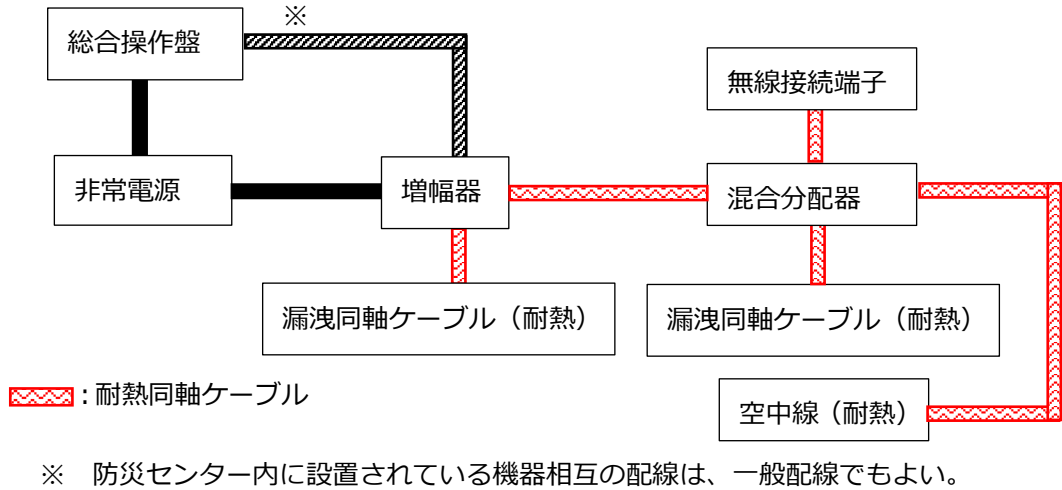 ※
総合操作盤
無線接続端子
非常電源
増幅器
混合分配器
漏洩同軸ケーブル（耐熱）
漏洩同軸ケーブル（耐熱）
：耐熱同軸ケーブル
空中線（耐熱）
※　防災センター内に設置されている機器相互の配線は、一般配線でもよい。